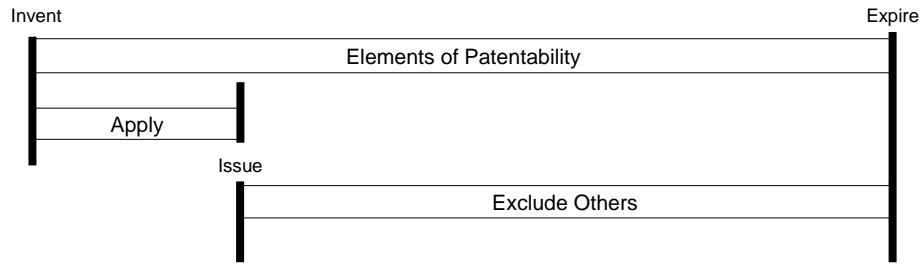 Invent
Expire
Elements of Patentability
Apply
Issue
Exclude Others